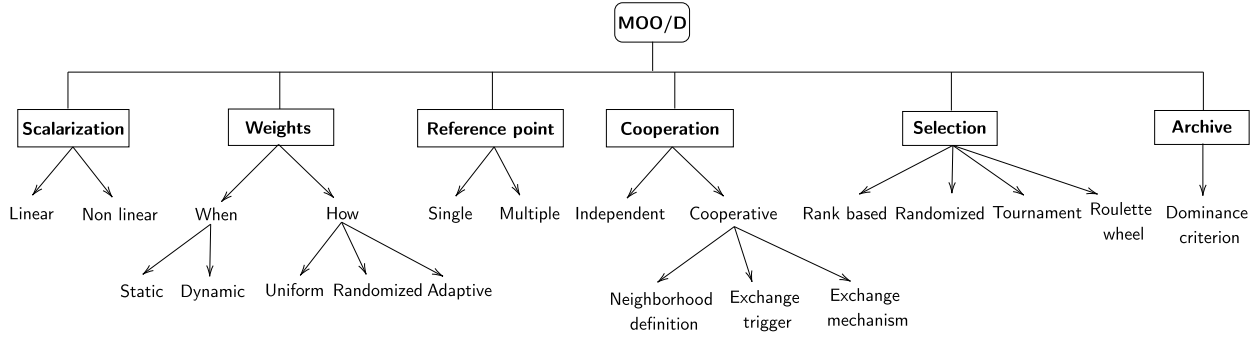 MOO/D
Scalarization
Weights
Reference point
Cooperation
Selection
Archive
Linear
Non linear
When
How
Single
Multiple
Independent
Cooperative
Rank based
Randomized
Tournament
Roulette
wheel
Dominance
criterion
Static
Dynamic
Uniform
Randomized
Adaptive
Neighborhood
definition
Exchange
trigger
Exchange
mechanism